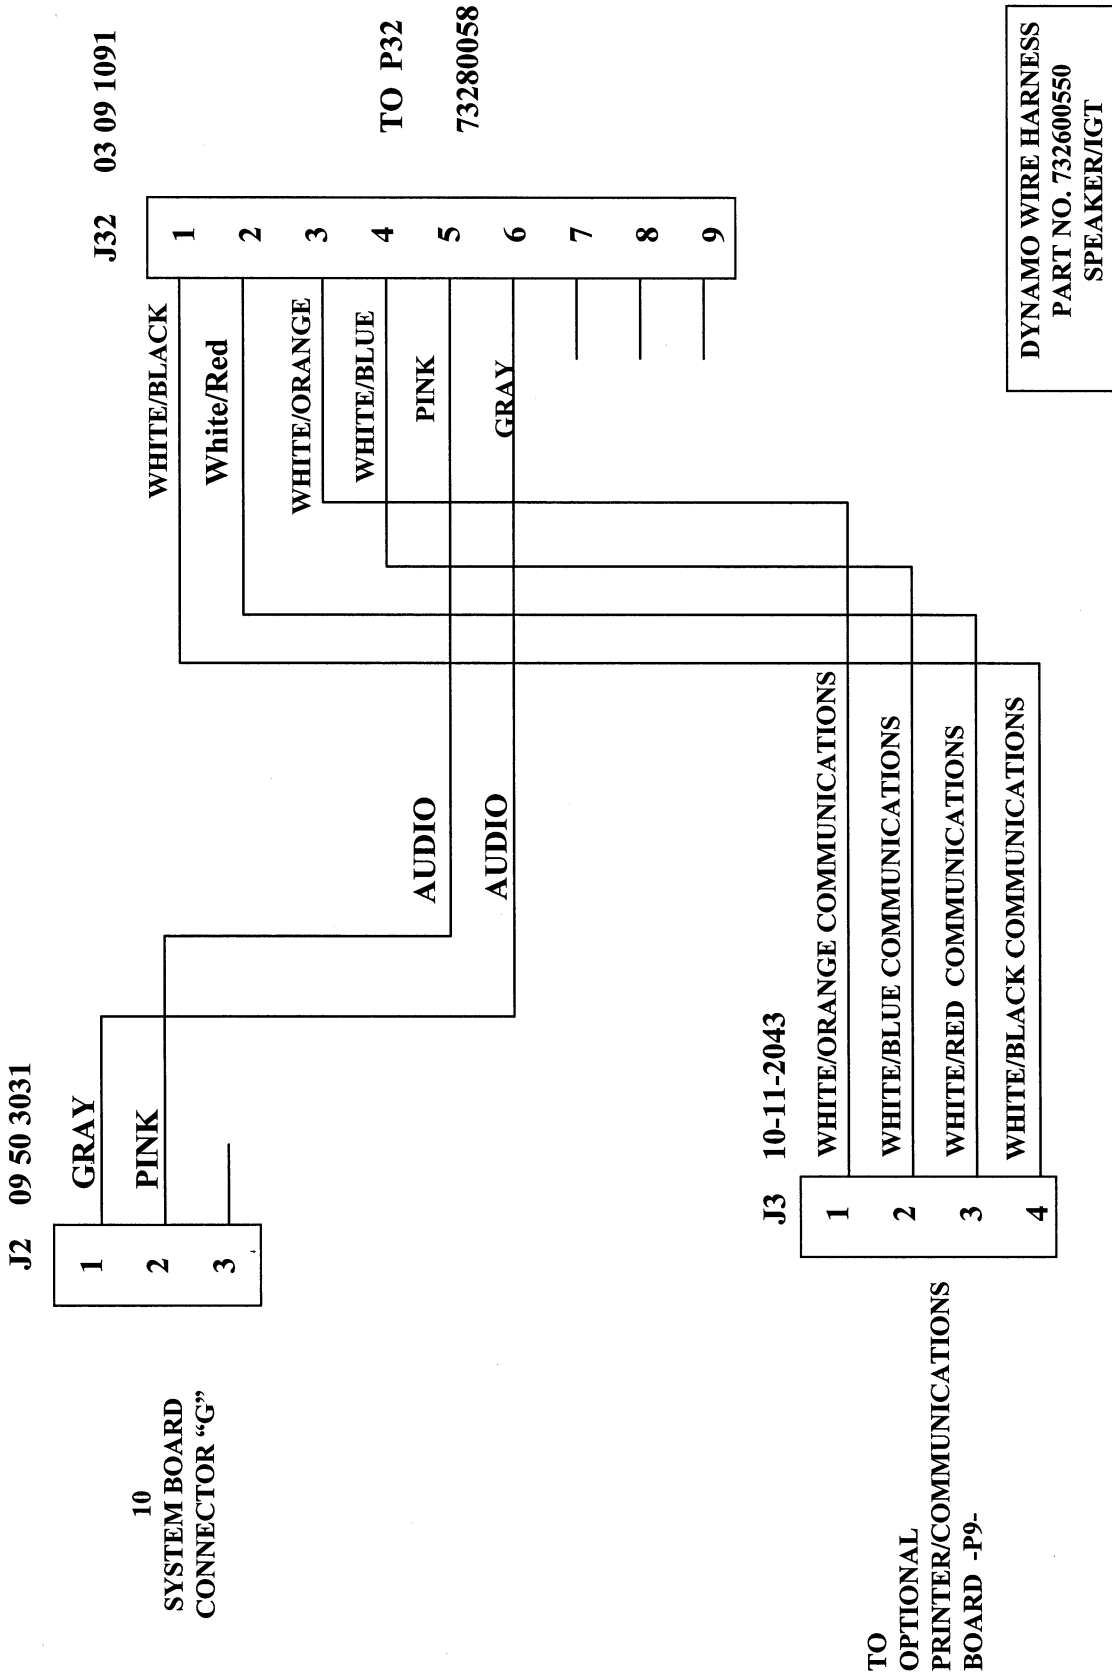 J2 09 50 3031
1
2
3
GRAY
PINK
10
SYSTEM BOARD
CONNECTOR “G”
AUDIO
AUDIO
J32 03 09 1091
1
2
3
4
5
6
7
8
9
WHITE/BLACK
White/Red
WHITE/ORANGE
WHITE/BLUE
PINK
GRAY
TO P32
73280058
J3 10-11-2043
1
2
3
4
WHITE/ORANGE COMMUNICATIONS
WHITE/BLUE COMMUNICATIONS
WHITE/RED COMMUNICATIONS
WHITE/BLACK COMMUNICATIONS
TO
OPTIONAL
PRINTER/COMMUNICATIONS
BOARD -P9-
DYNAMO WIRE HARNESS
PART NO. 732600550
SPEAKER/IGT